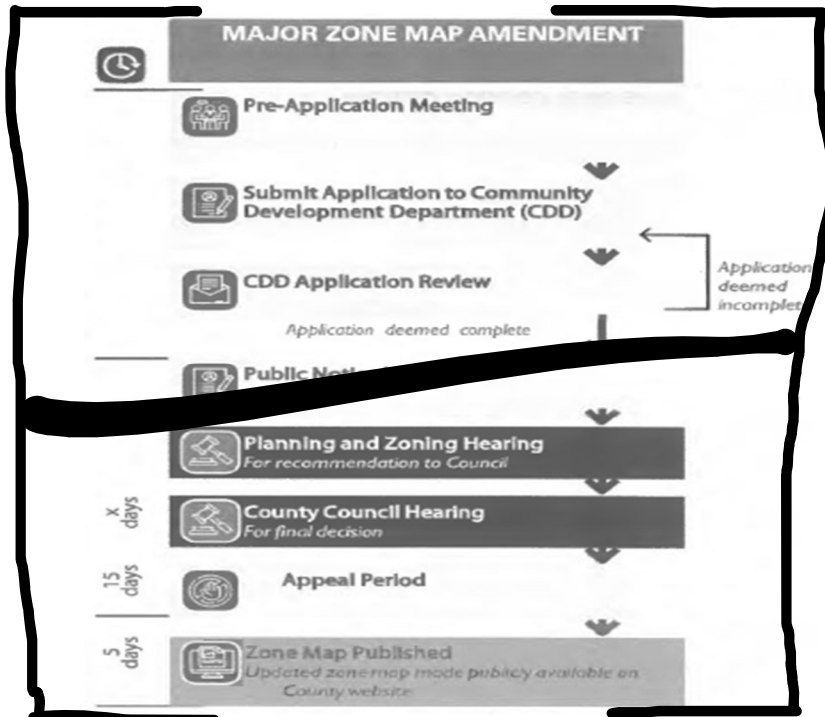 MAJOR ZONE MAP AMENDMENT
Pre-Application Meeting
Submit Application to Community
Development Department (CDD)
CDD Application Review
Application
deemed
incomplet
Application deemed complete
Public
Planning and Zoning Hearing
For recommendation to Council
x
days
County Council Hearing
For final decision
15
days
Appeal Period
5
days
Zone Map Published
Updated zone map made publicly available on
County website